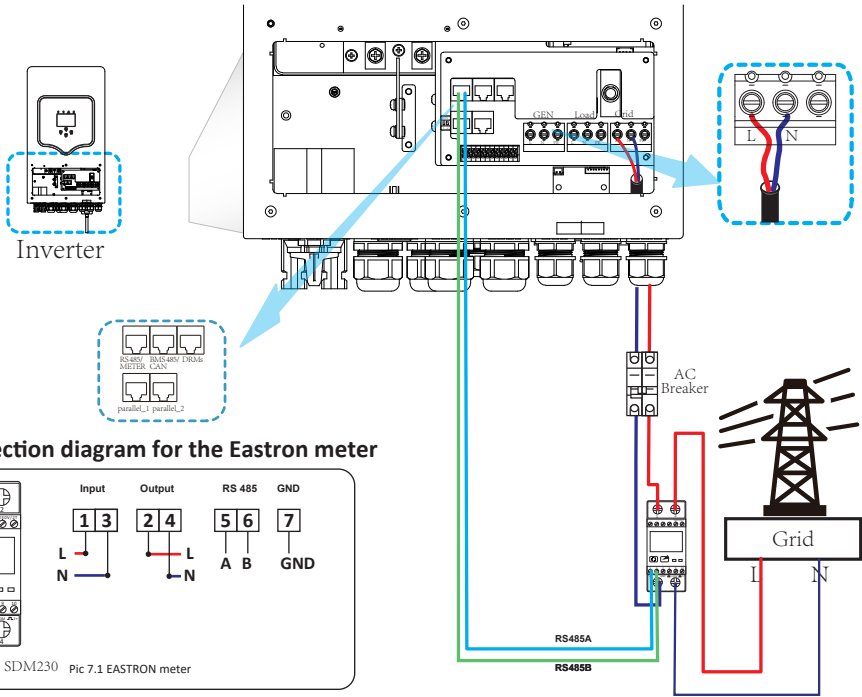 GEN Load Grid
L N
Inverter
RS485/ BMS485/ DRMs
METER CAN
parallel_1 parallel_2
AC
Breaker
ection diagram for the Eastron meter
Input Output RS 485 GND
1 3 2 4 5 6 7
L L
A B GND
N N
SDM230 Pic 7.1 EASTRON meter
Grid
L N
RS485A
RS485B